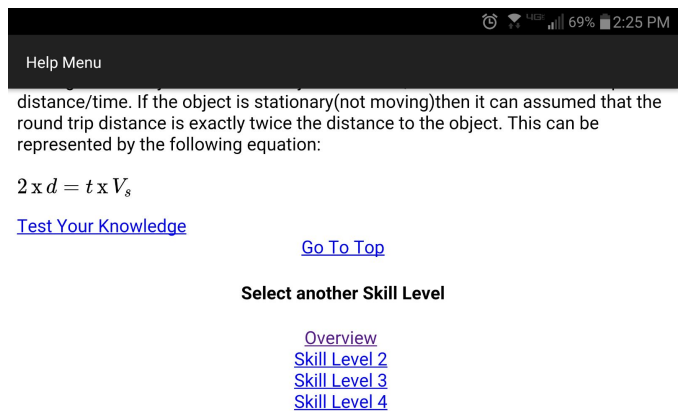 4G 69% 2:25 PM
Help Menu
distance/time. If the object is stationary(not moving)then it can assumed that the
round trip distance is exactly twice the distance to the object. This can be
represented by the following equation:
2 x d = t x Vₛ
Test Your Knowledge
Go To Top
Select another Skill Level
Overview
Skill Level 2
Skill Level 3
Skill Level 4